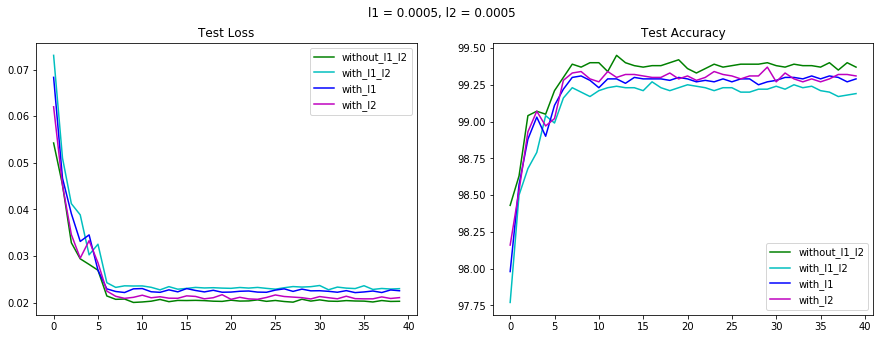 l1 = 0.0005, l2 = 0.0005
Test Loss
0.07
0.06
0.05
0.04
0.03
0.02
0 5 10 15 20 25 30 35 40
without_l1_l2
with_l1_l2
with_l1
with_l2
Test Accuracy
99.50
99.25
99.00
98.75
98.50
98.25
98.00
97.75
0 5 10 15 20 25 30 35 40
without_l1_l2
with_l1_l2
with_l1
with_l2